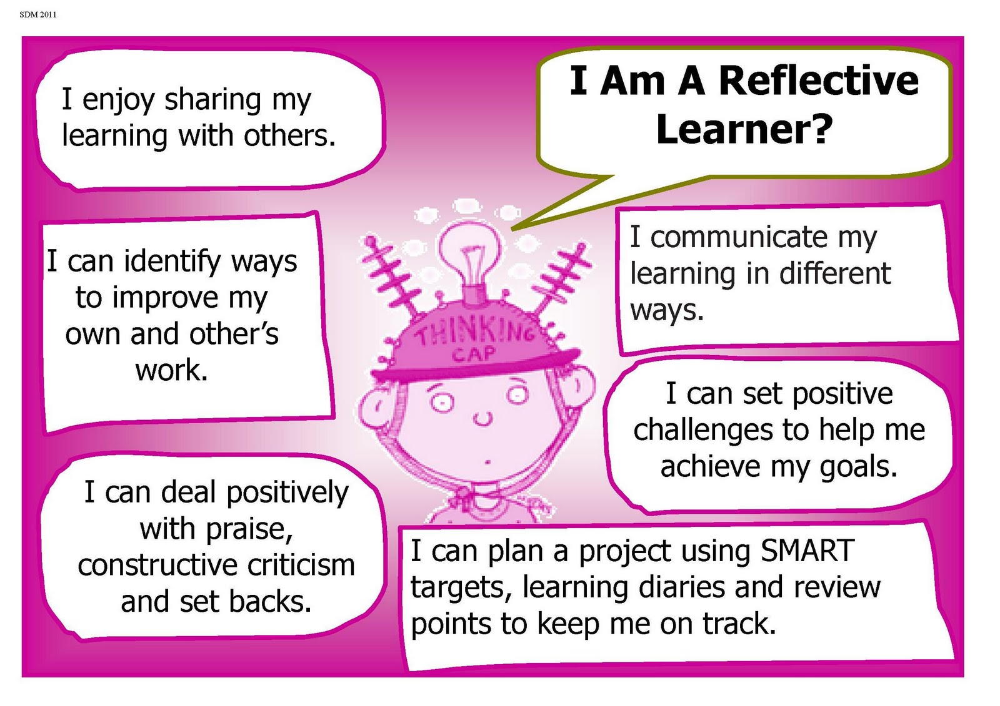 SDM 2011
I Am A Reflective
Learner?
I enjoy sharing my
learning with others.
I can identify ways
to improve my
own and other’s
work.
I can deal positively
with praise,
constructive criticism
and set backs.
THINK!NG
CAP
I communicate my
learning in different
ways.
I can set positive
challenges to help me
achieve my goals.
I can plan a project using SMART
targets, learning diaries and review
points to keep me on track.